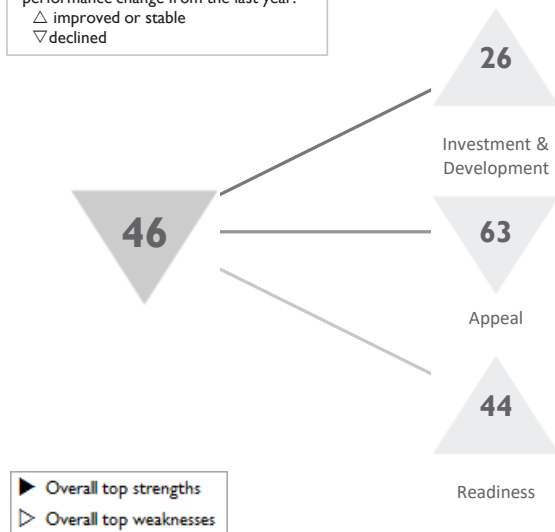 performance change from the last year:
△ improved or stable
▽ declined
26
Investment &
Development
46
63
Appeal
44
Readiness
▶ Overall top strengths
▷ Overall top weaknesses